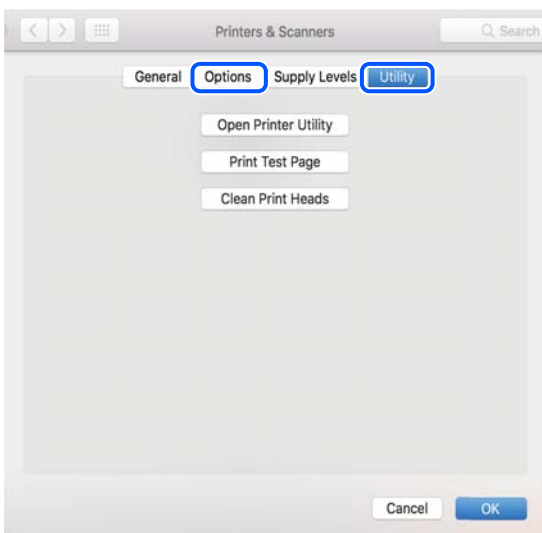 Printers & Scanners Search
General Options Supply Levels Utility
Open Printer Utility
Print Test Page
Clean Print Heads
Cancel OK